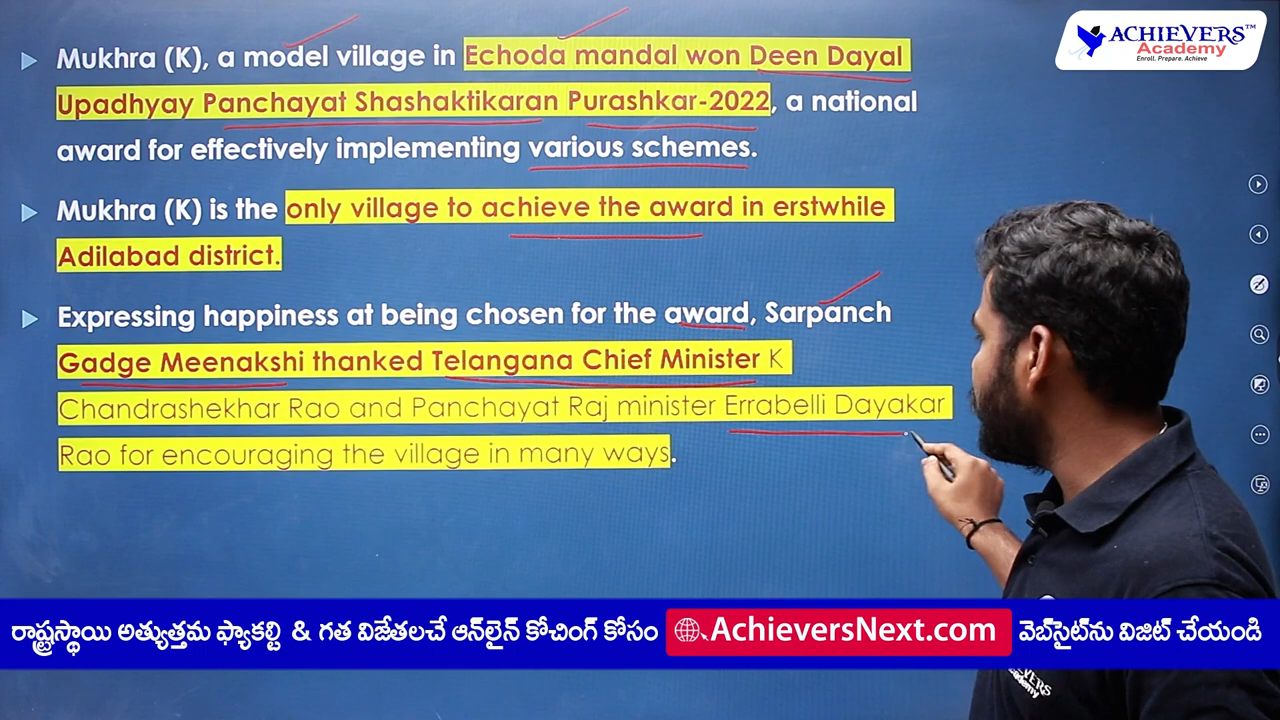 Mukhra (K), a model village in Echoda mandal won Deen Dayal
Upadhyay Panchayat Shashaktikaran Purashkar-2022, a national
award for effectively implementing various schemes.
Mukhra (K) is the only village to achieve the award in erstwhile
Adilabad district.
Expressing happiness at being chosen for the award, Sarpanch
Gadge Meenakshi thanked Telangana Chief Minister K
Chandrashekhar Rao and Panchayat Raj minister Errabelli Dayakar
Rao for encouraging the village in many ways.
ACHIEVERS™
Academy
Enroll. Prepare. Achieve
రాష్ట్రస్థాయి అత్యుత్తమ ఫ్యాకల్టి & గత విజేతలచే ఆన్‌లైన్ కోచింగ్ కోసం AchieversNext.com వెబ్‌సైట్‌ను విజిట్ చేయండి